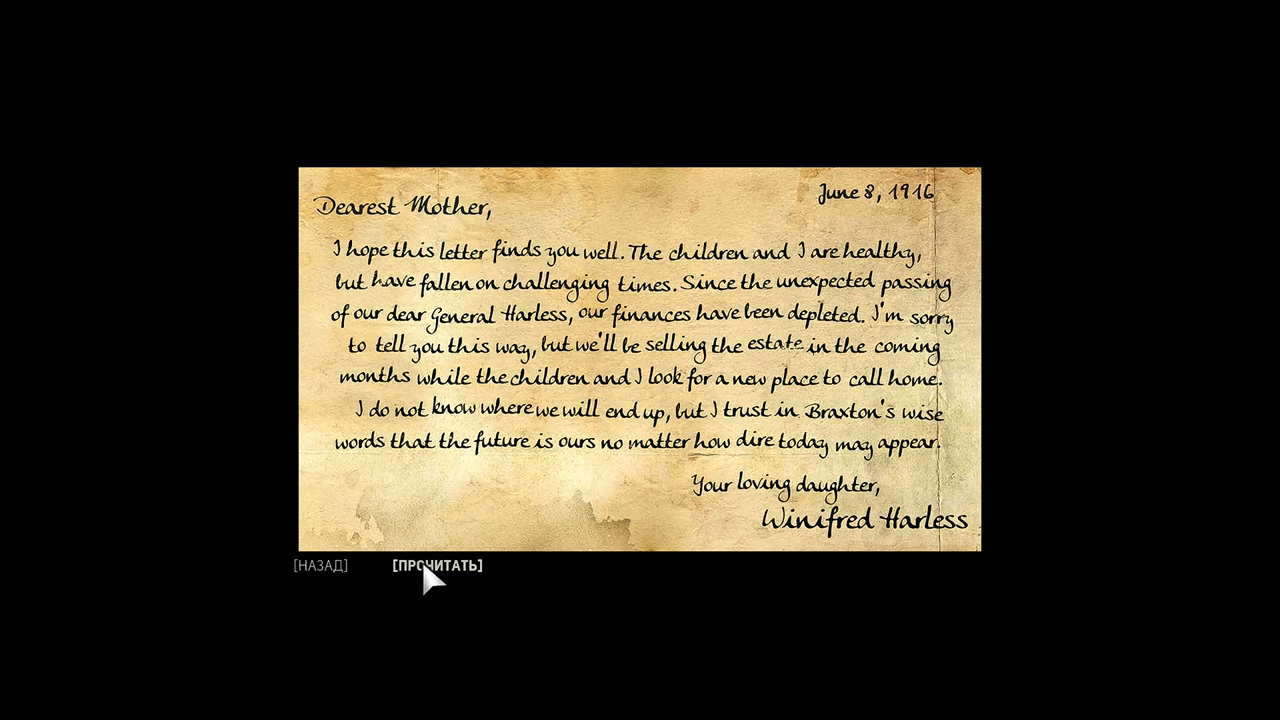 June 8, 1916
Dearest Mother,
I hope this letter finds you well. The children and I are healthy,
but have fallen on challenging times. Since the unexpected passing
of our dear General Harless, our finances have been depleted. I'm sorry
to tell you this way, but we'll be selling the estate in the coming
months while the children and I look for a new place to call home.
I do not know where we will end up, but I trust in Braxton's wise
words that the future is ours no matter how dire today may appear.
Your loving daughter,
Winifred Harless
[НАЗАД] [ПРОЧИТАТЬ]